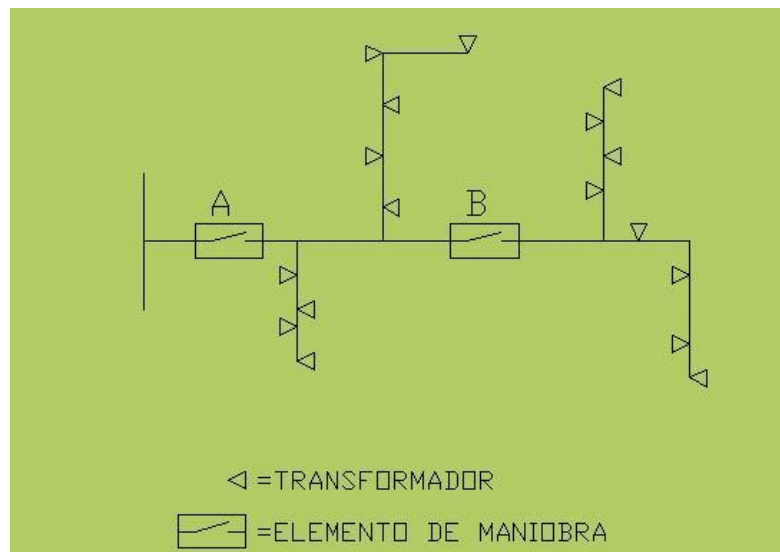 A
B
=TRANSFORMADOR
=ELEMENTO DE MANIOBRA